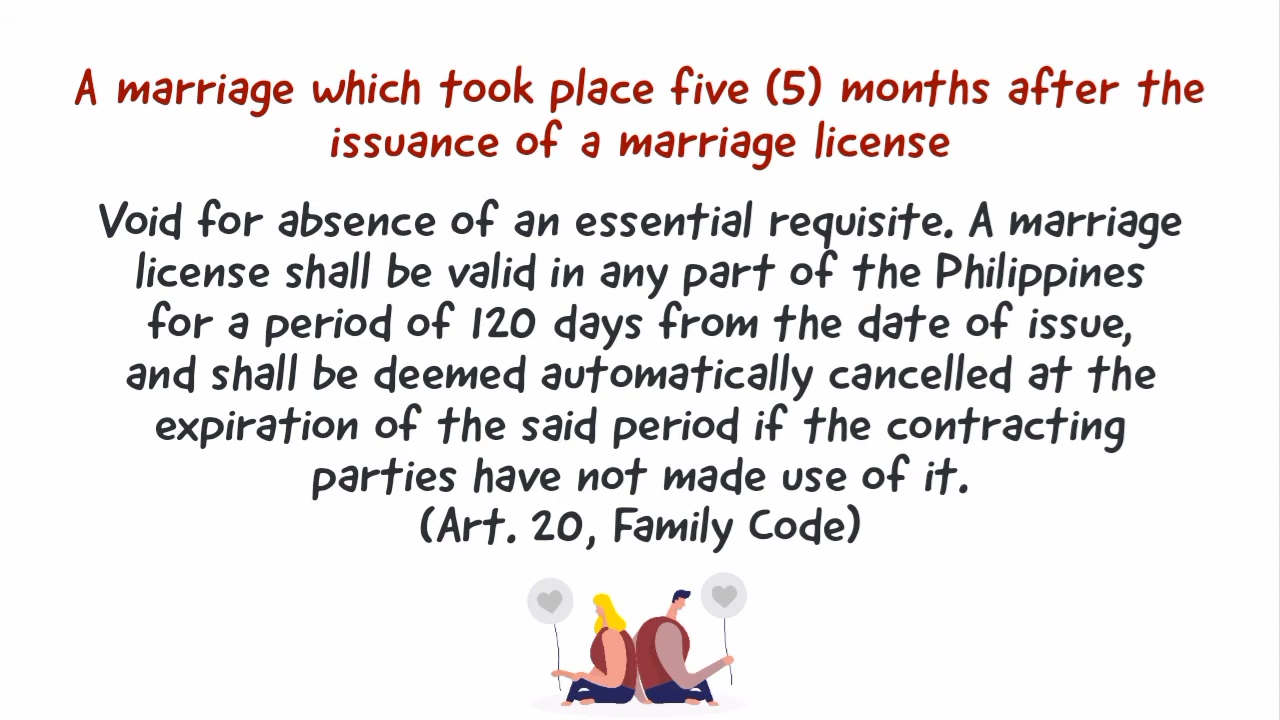 A marriage which took place five (5) months after the
issuance of a marriage license
Void for absence of an essential requisite. A marriage
license shall be valid in any part of the Philippines
for a period of 120 days from the date of issue,
and shall be deemed automatically cancelled at the
expiration of the said period if the contracting
parties have not made use of it.
(Art. 20, Family Code)